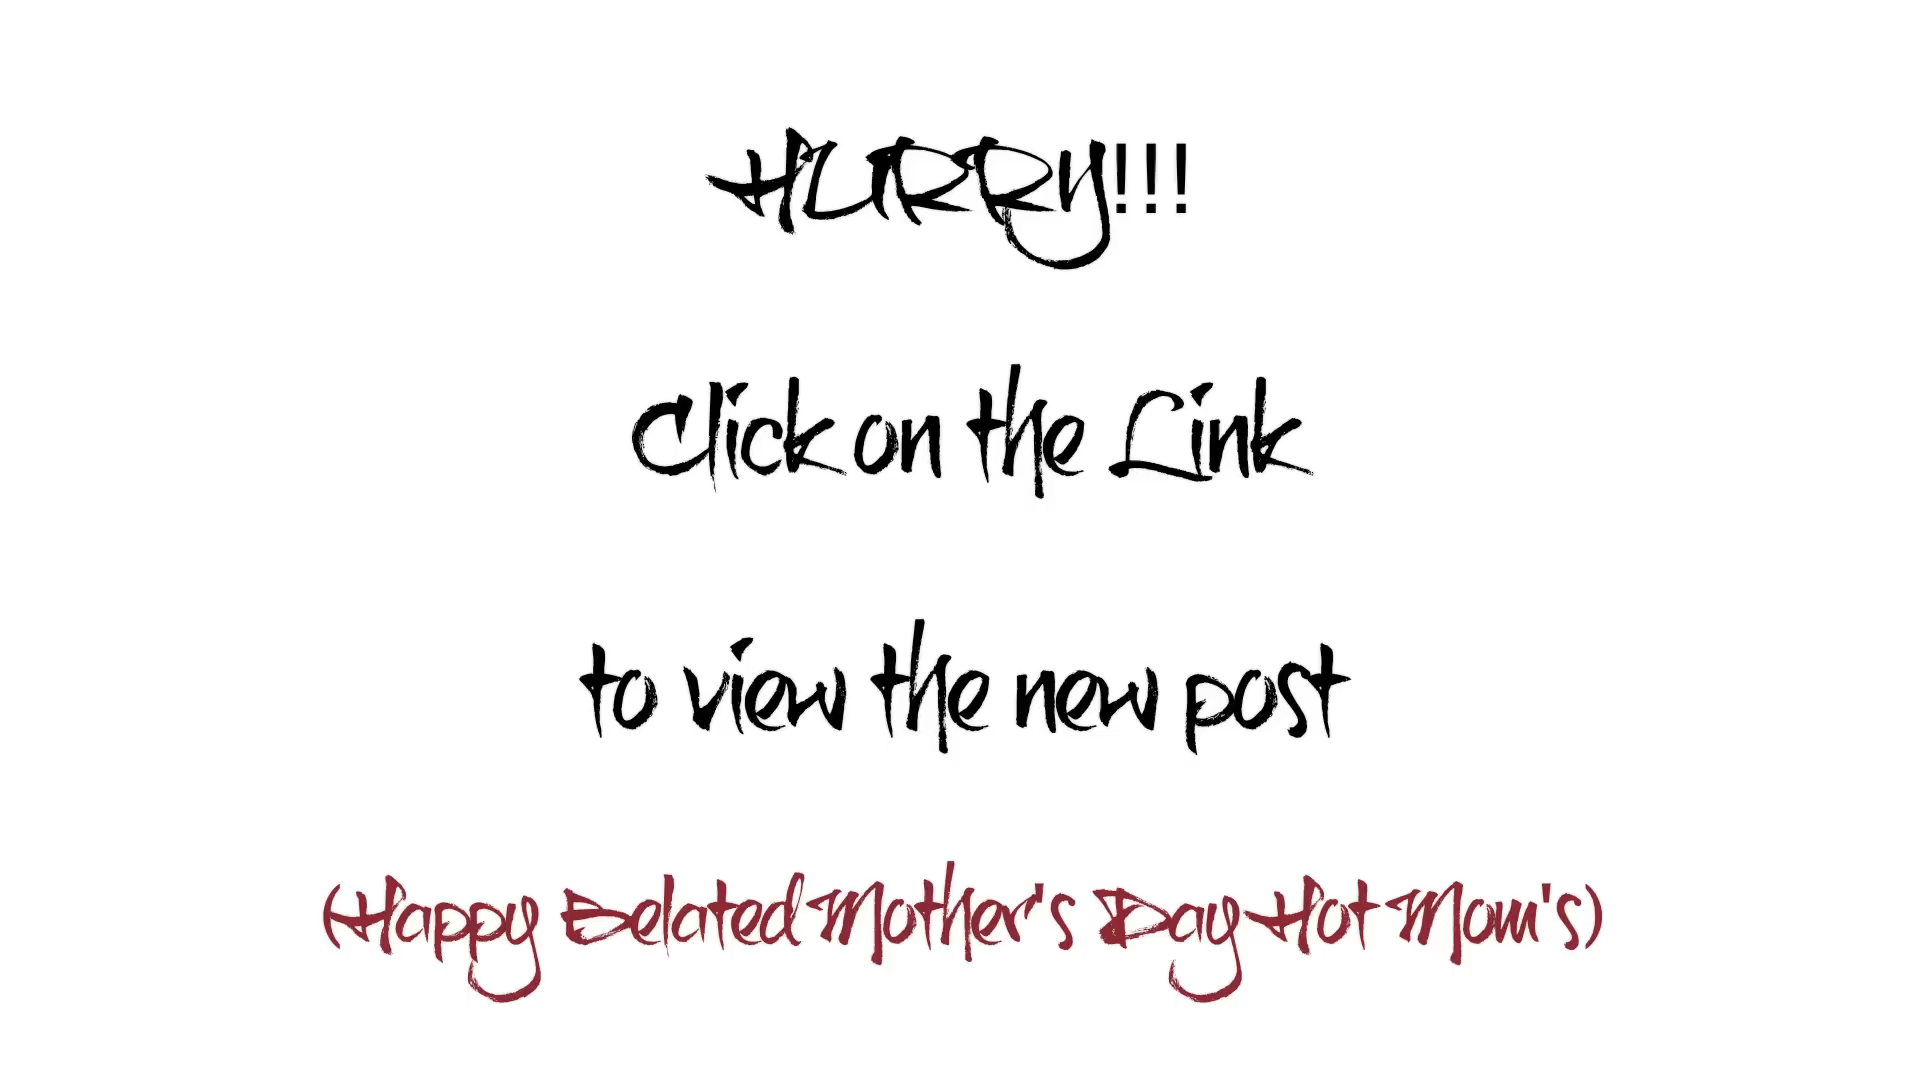 HURRY!!!
Click on the Link
to view the new post
(Happy Belated Mother's Day Hot Mom's)